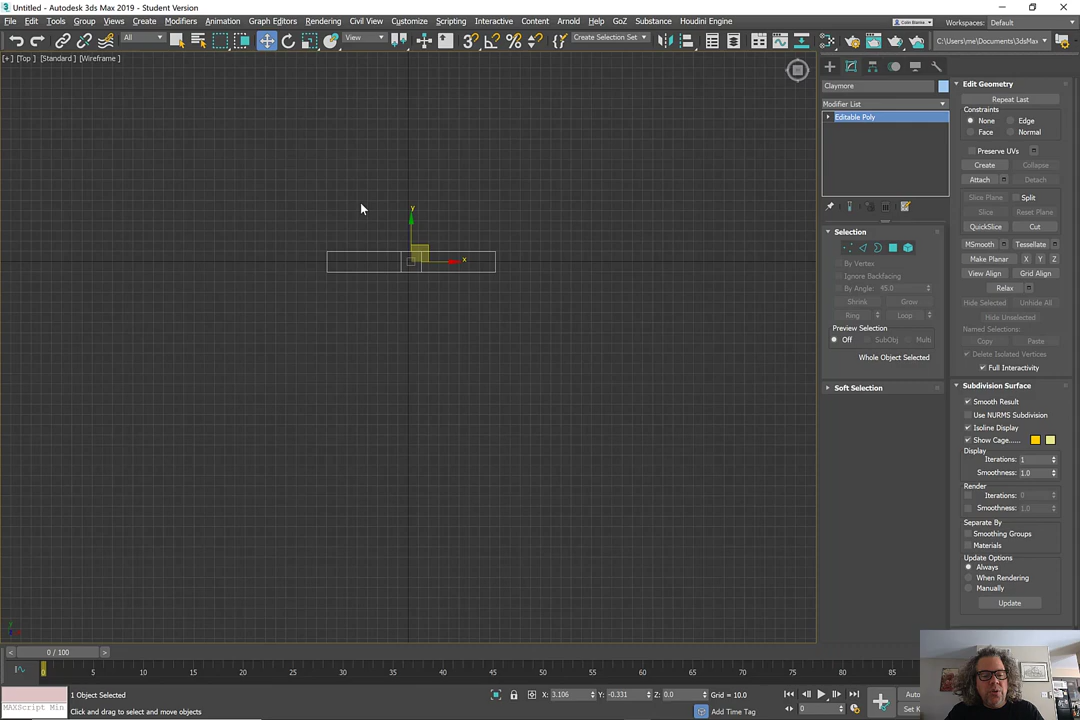 Untitled - Autodesk 3ds Max 2019 - Student Version
File Edit Tools Group Views Create Modifiers Animation Graph Editors Rendering Civil View Customize Scripting Interactive Content Arnold Help GoZ Substance Houdini Engine
Workspaces: Default
All
View
Create Selection Set
C:\Users\me\Documents\3dsMax
[+] [Top ] [Standard ] [Wireframe ]
Claymore
Modifier List
Editable Poly
y
x
Selection
By Vertex
Ignore Backfacing
By Angle: 45.0
Shrink Grow
Ring Loop
Preview Selection
Off SubObj Multi
Whole Object Selected
Soft Selection
Edit Geometry
Repeat Last
Constraints
None Edge
Face Normal
Preserve UVs
Create Collapse
Attach Detach
Slice Plane Split
Slice Reset Plane
QuickSlice Cut
MSmooth Tessellate
Make Planar X Y Z
View Align Grid Align
Relax
Hide Selected Unhide All
Hide Unselected
Named Selections:
Copy Paste
Delete Isolated Vertices
Full Interactivity
Subdivision Surface
Smooth Result
Use NURMS Subdivision
Isoline Display
Show Cage......
Display
Iterations: 1
Smoothness: 1.0
Render
Iterations: 0
Smoothness: 1.0
Separate By
Smoothing Groups
Materials
Update Options
Always
When Rendering
Manually
Update
< 0 / 100 >
0 5 10 15 20 25 30 35 40 45 50 55 60 65 70 75 80 85
1 Object Selected
X: 3.106 Y: -0.331 Z: 0.0 Grid = 10.0
MAXScript Min
Click and drag to select and move objects
Add Time Tag
0